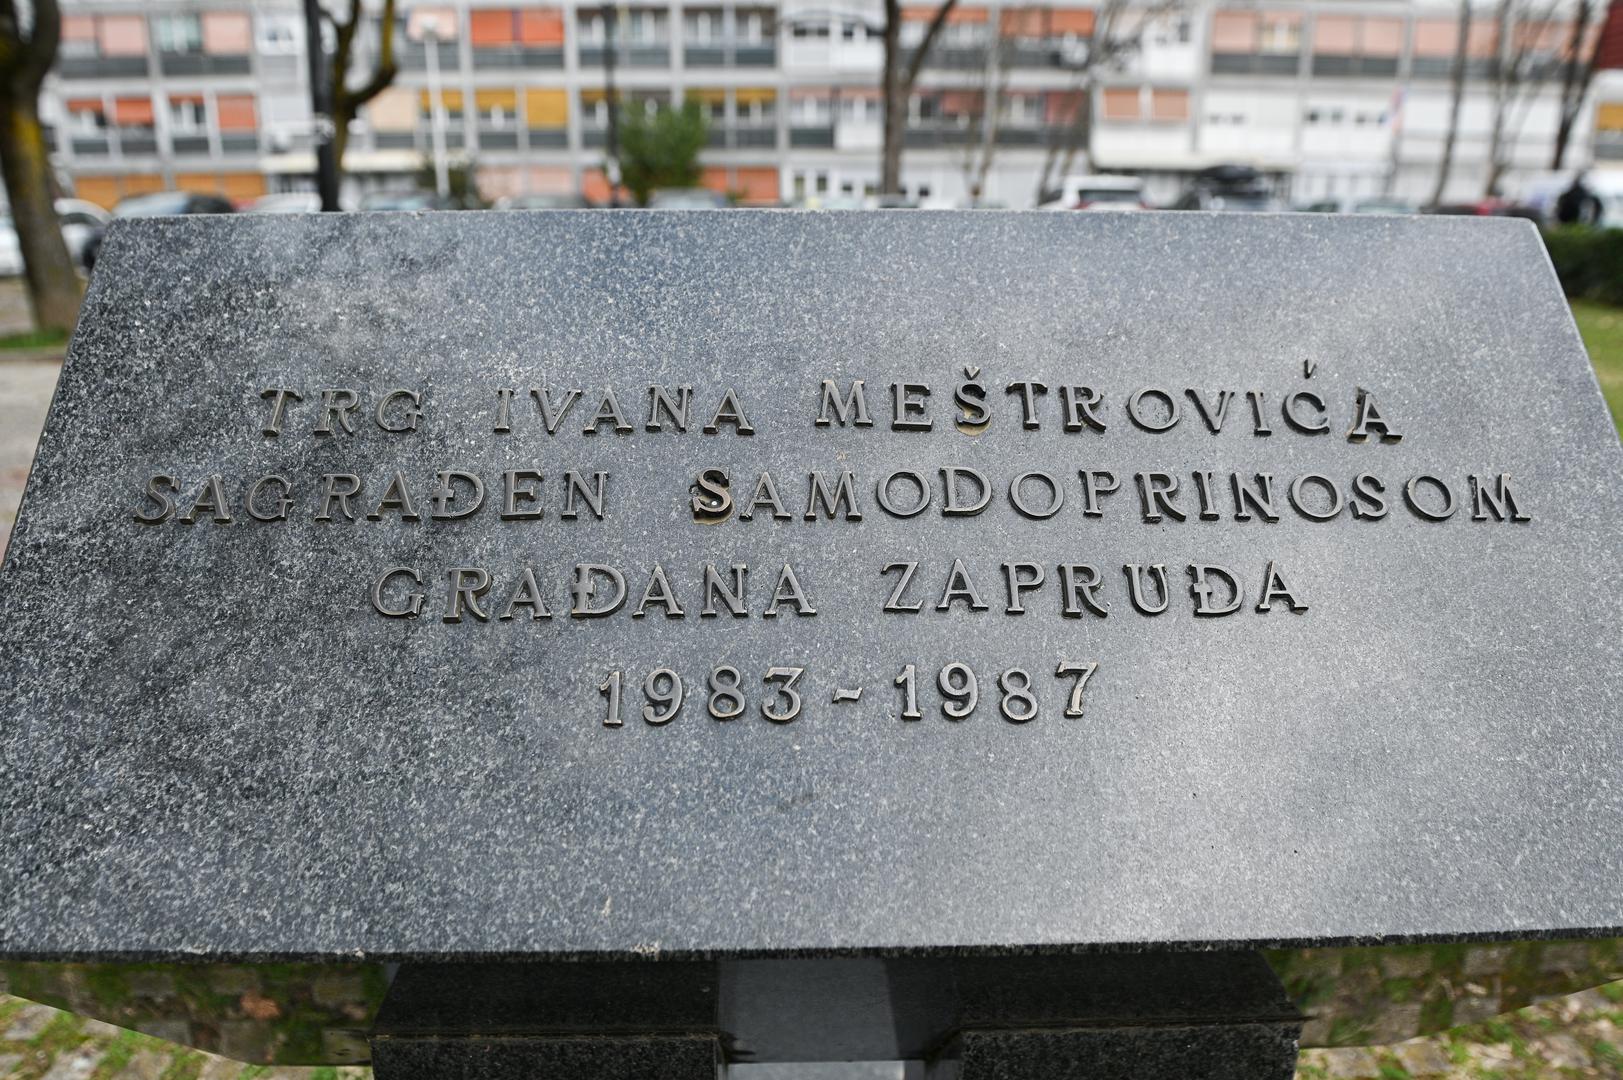 TRG IVANA MEŠTROVIĆA
SAGRAĐEN SAMODOPRINOSOM
GRAĐANA ZAPRUĐA
1983-1987